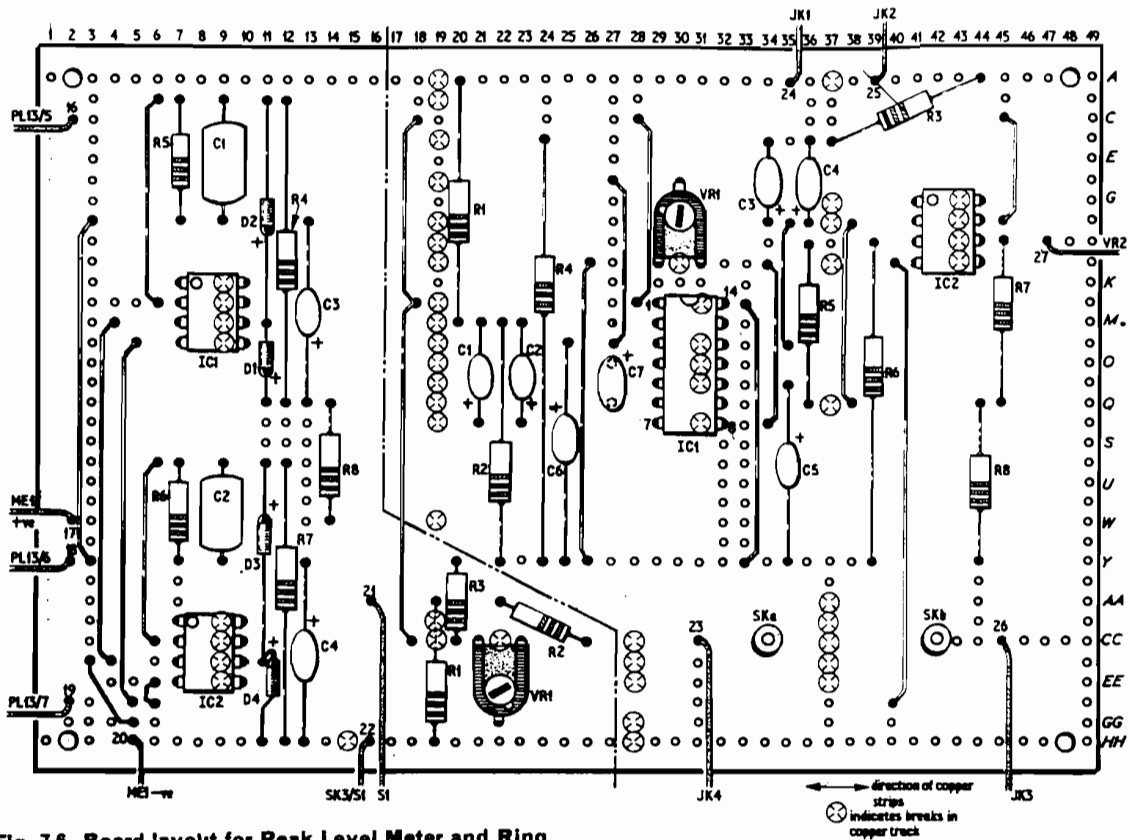 JK1 JK2
1 2 3 4 5 6 7 8 9 10 11 12 13 14 15 16 17 18 19 20 21 22 23 24 25 26 27 28 29 30 31 32 33 34 35 36 37 38 39 40 41 42 43 44 45 46 47 48 49
A
24 25
16
PL13/5
C
R3
R5 C1
C4
E
R4 VR1 C3
G
R1
D2
+ + +
VR2
27
R4
IC2
K
14
R7
C3 1 R5
M
IC1
C1 C2 +
D1 O
+ + C7 R6
+ +
Q
7 8
IC1
+
S
R8 R2 C6 C5 R8
R6 C2
U
ME1
+ve
+
W
17
18
PL13/6
D3 R7
Y
21 R3
AA
+ SKa SKb
23 26
CC
C4 R2
+
R1
EE
19
PL13/7
D4
IC2 VR1
GG
20 22
HH
ME1-ve SK3/S1 S1 JK4 JK3
direction of copper
strips
indicates breaks in
copper track
Fig. 7.6 Board layout for Peak Level Meter and Ring